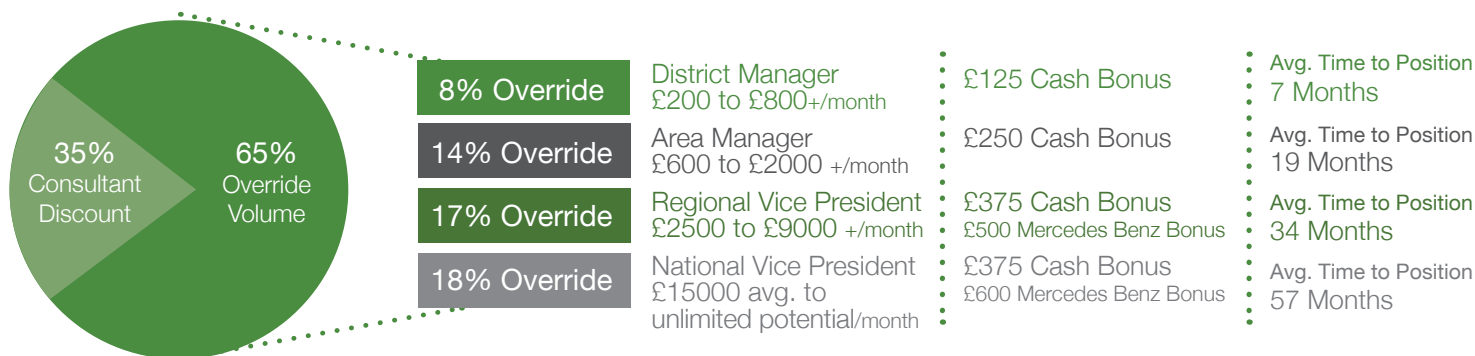 35%
Consultant
Discount
65%
Override
Volume
8% Override
District Manager
£200 to £800+/month
£125 Cash Bonus
Avg. Time to Position
7 Months
14% Override
Area Manager
£600 to £2000 +/month
£250 Cash Bonus
Avg. Time to Position
19 Months
17% Override
Regional Vice President
£2500 to £9000 +/month
£375 Cash Bonus
£500 Mercedes Benz Bonus
Avg. Time to Position
34 Months
18% Override
National Vice President
£15000 avg. to
unlimited potential/month
£375 Cash Bonus
£600 Mercedes Benz Bonus
Avg. Time to Position
57 Months